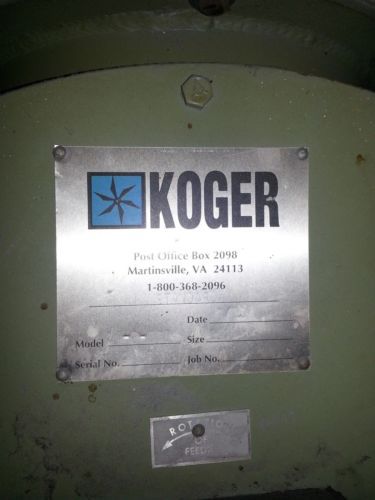 KOGER
Post Office Box 2098
Martinsville, VA 24113
1-800-368-2096
Date
Model
Size
Serial No.
Job No.
ROTATION
OF